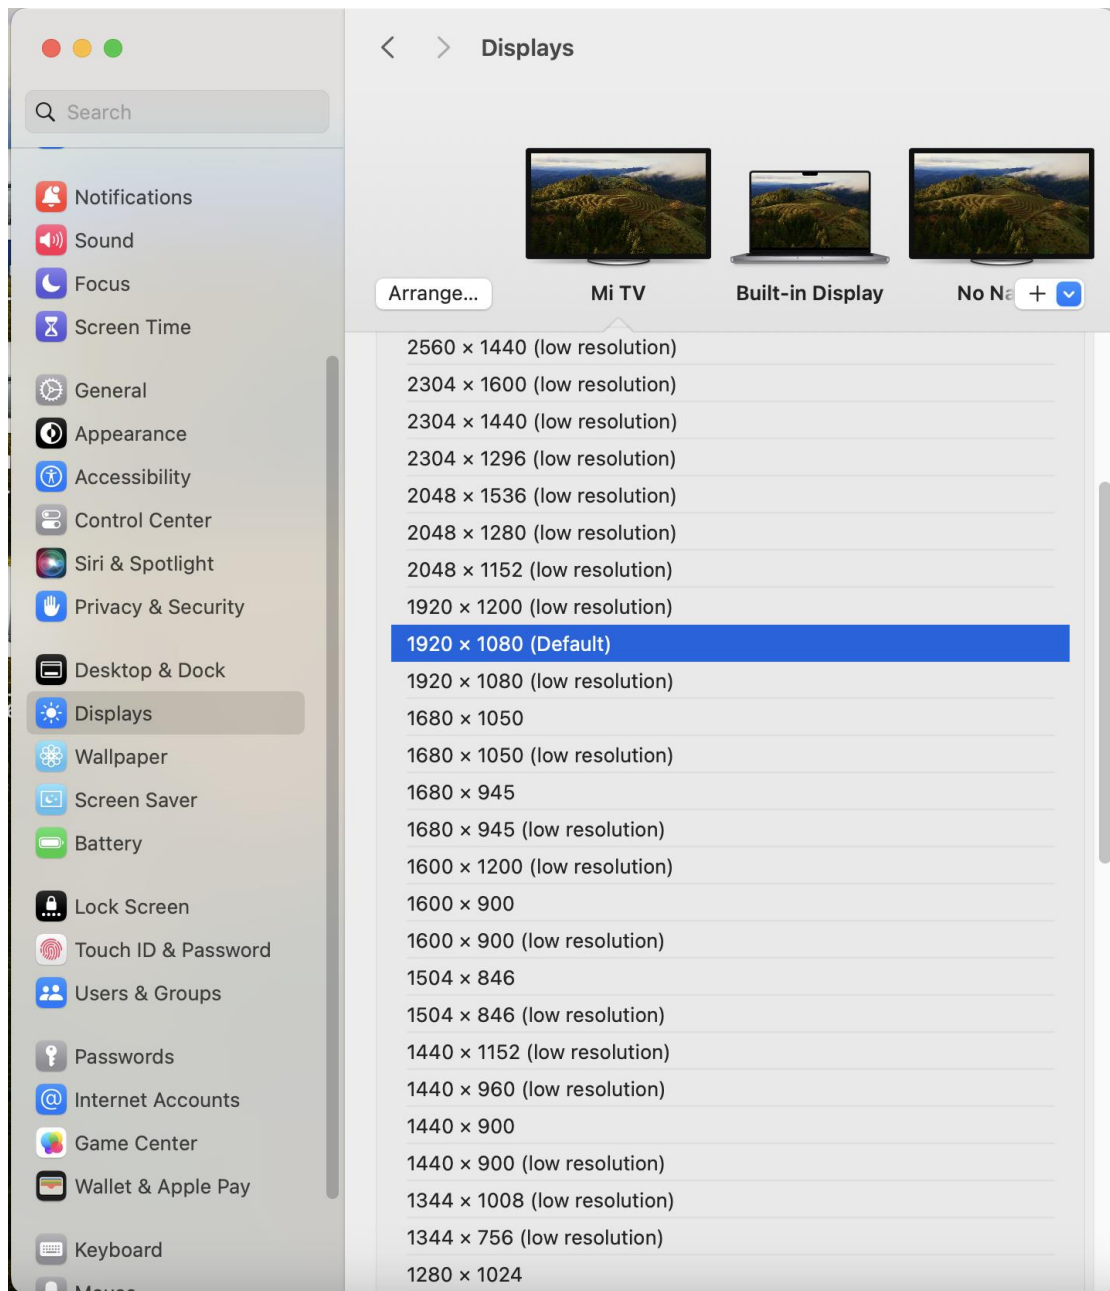 Displays
Search
Notifications
Sound
Focus
Screen Time
General
Appearance
Accessibility
Control Center
Siri & Spotlight
Privacy & Security
Desktop & Dock
Displays
Wallpaper
Screen Saver
Battery
Lock Screen
Touch ID & Password
Users & Groups
Passwords
Internet Accounts
Game Center
Wallet & Apple Pay
Keyboard
Arrange...
Mi TV
Built-in Display
No Na
2560 × 1440 (low resolution)
2304 × 1600 (low resolution)
2304 × 1440 (low resolution)
2304 × 1296 (low resolution)
2048 × 1536 (low resolution)
2048 × 1280 (low resolution)
2048 × 1152 (low resolution)
1920 × 1200 (low resolution)
1920 × 1080 (Default)
1920 × 1080 (low resolution)
1680 × 1050
1680 × 1050 (low resolution)
1680 × 945
1680 × 945 (low resolution)
1600 × 1200 (low resolution)
1600 × 900
1600 × 900 (low resolution)
1504 × 846
1504 × 846 (low resolution)
1440 × 1152 (low resolution)
1440 × 960 (low resolution)
1440 × 900
1440 × 900 (low resolution)
1344 × 1008 (low resolution)
1344 × 756 (low resolution)
1280 × 1024